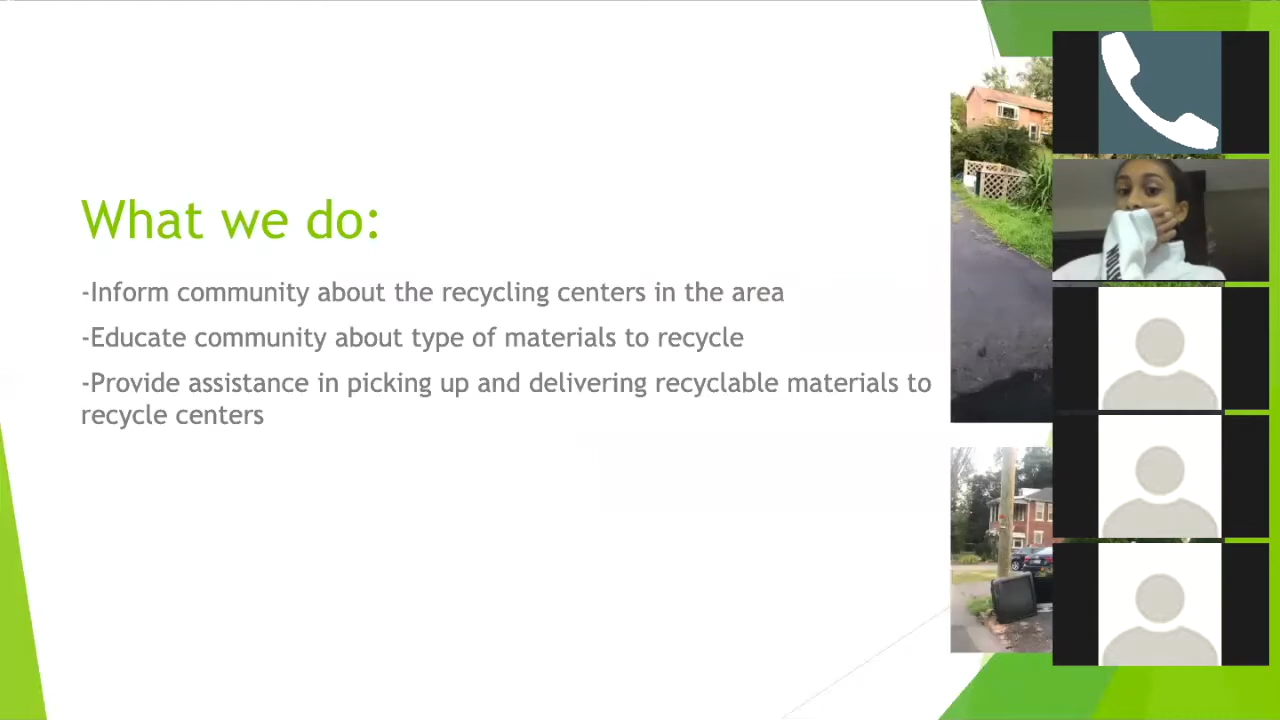 What we do:
-Inform community about the recycling centers in the area
-Educate community about type of materials to recycle
-Provide assistance in picking up and delivering recyclable materials to
recycle centers